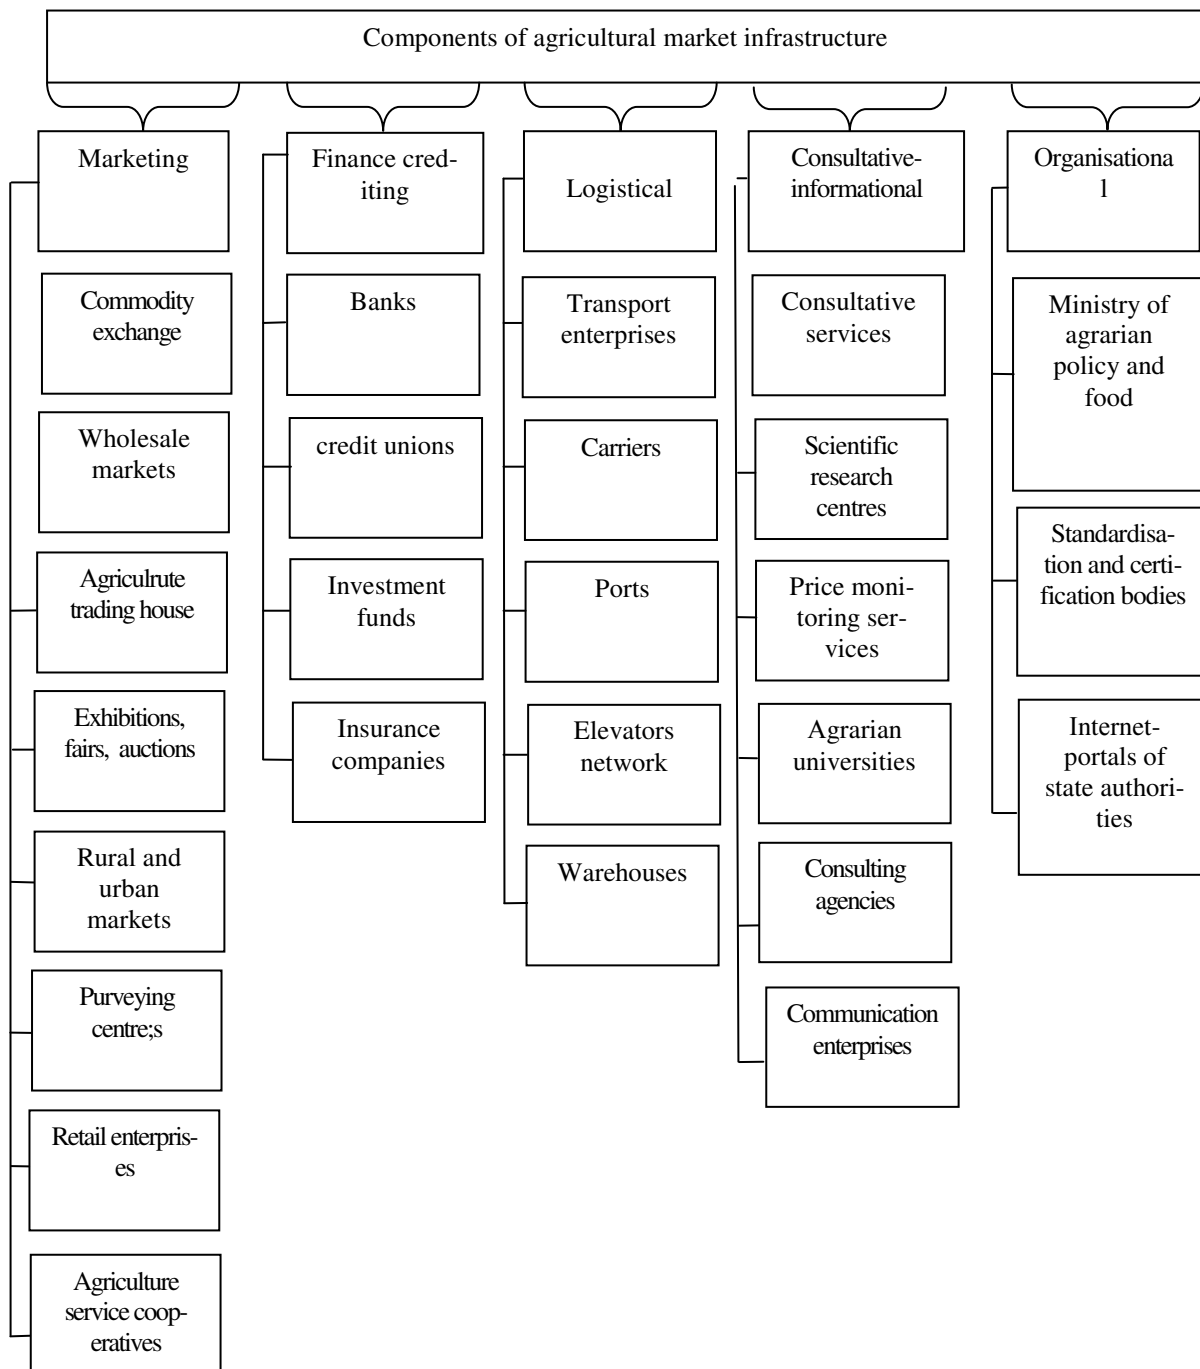 Components of agricultural market infrastructure
Marketing
Commodity
exchange
Wholesale
markets
Agriculrute
trading house
Exhibitions,
fairs, auctions
Rural and
urban
markets
Purveying
centre;s
Retail enterpris-
es
Agriculture
service coop-
eratives
Finance cred-
iting
Banks
credit unions
Investment
funds
Insurance
companies
Logistical
Transport
enterprises
Carriers
Ports
Elevators
network
Warehouses
Consultative-
informational
Consultative
services
Scientific
research
centres
Price moni-
toring ser-
vices
Agrarian
universities
Consulting
agencies
Communication
enterprises
Organisationa
l
Ministry of
agrarian
policy and
food
Standardisa-
tion and certi-
fication bodies
Internet-
portals of
state authori-
ties